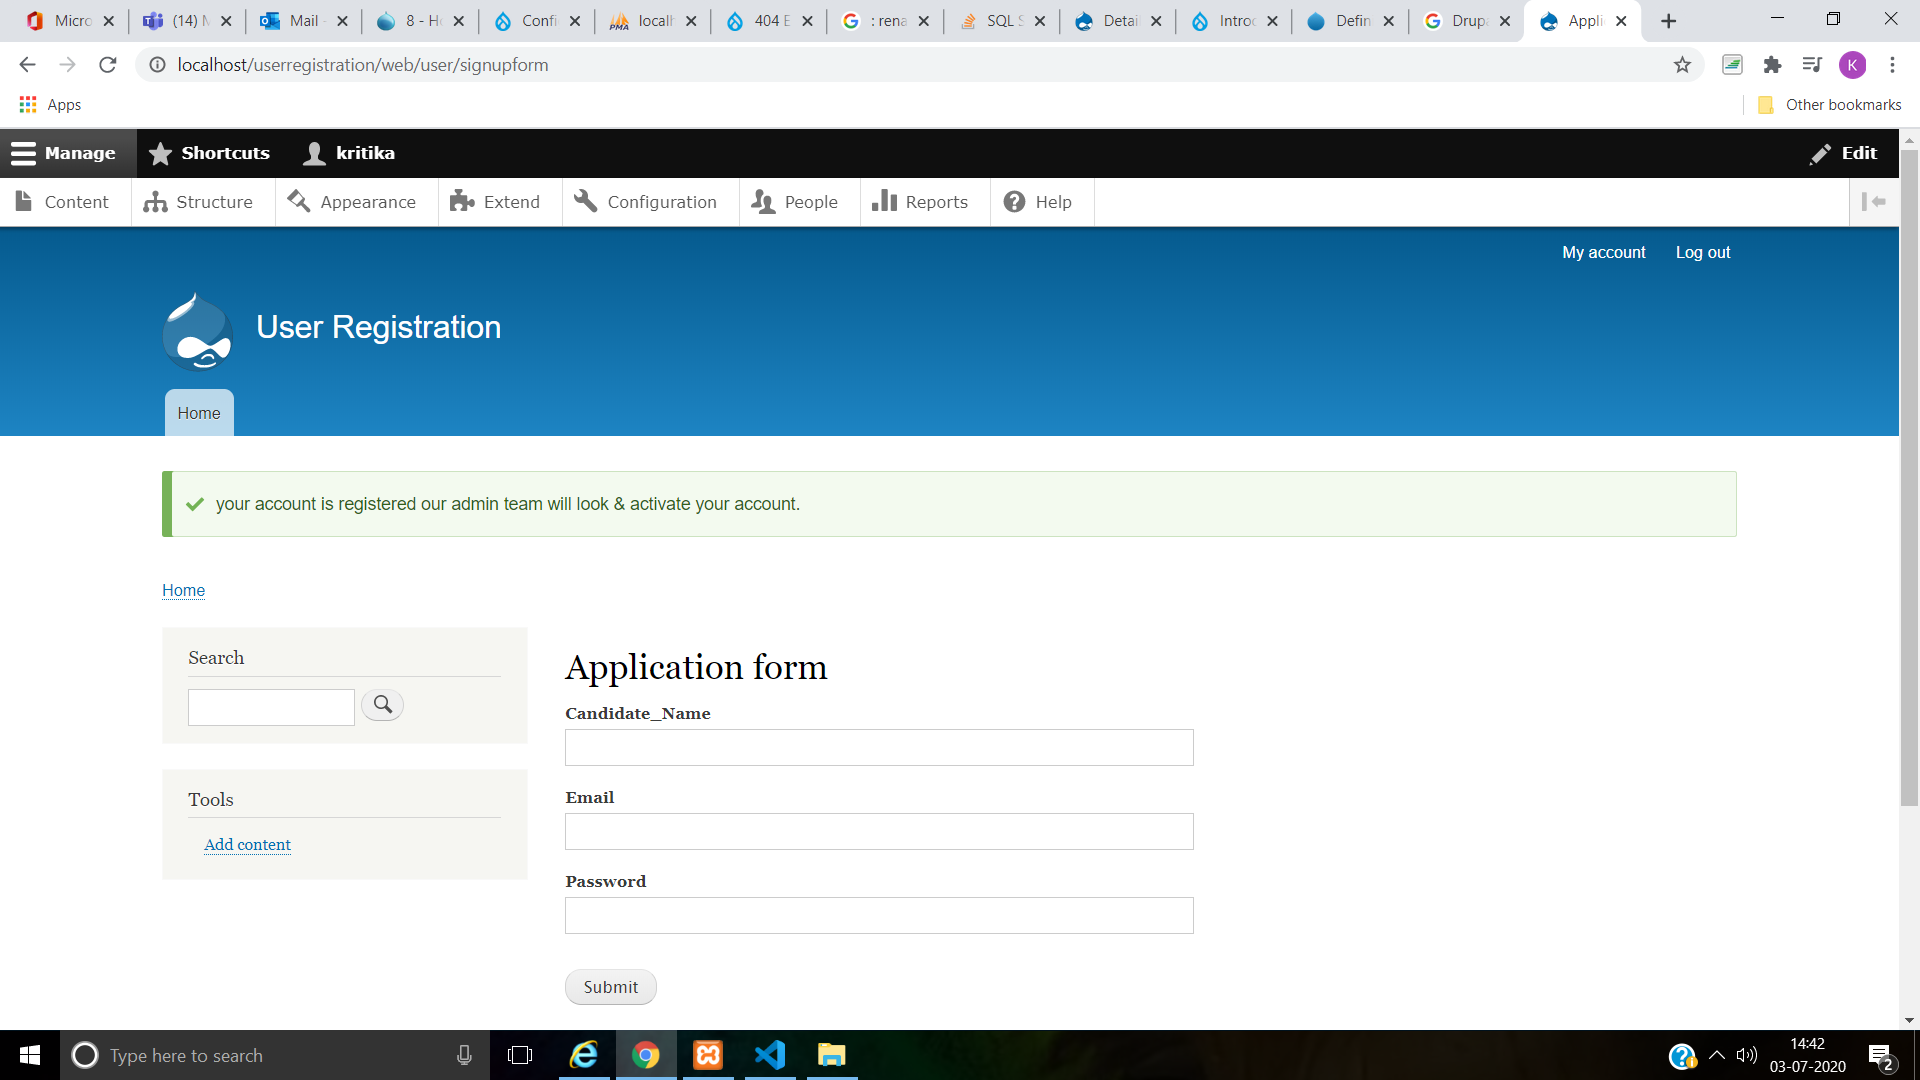 Micro (14) M Mail - 8 - Ho Confi localh 404 E : rena SQL S Detai Introd Defin Drup Appli
localhost/userregistration/web/user/signupform
Apps Other bookmarks
Manage Shortcuts kritika Edit
Content Structure Appearance Extend Configuration People Reports Help
My account Log out
User Registration
Home
your account is registered our admin team will look & activate your account.
Home
Search
Application form
Candidate_Name
Email
Tools
Add content
Password
Submit
Type here to search
14:42
03-07-2020
2